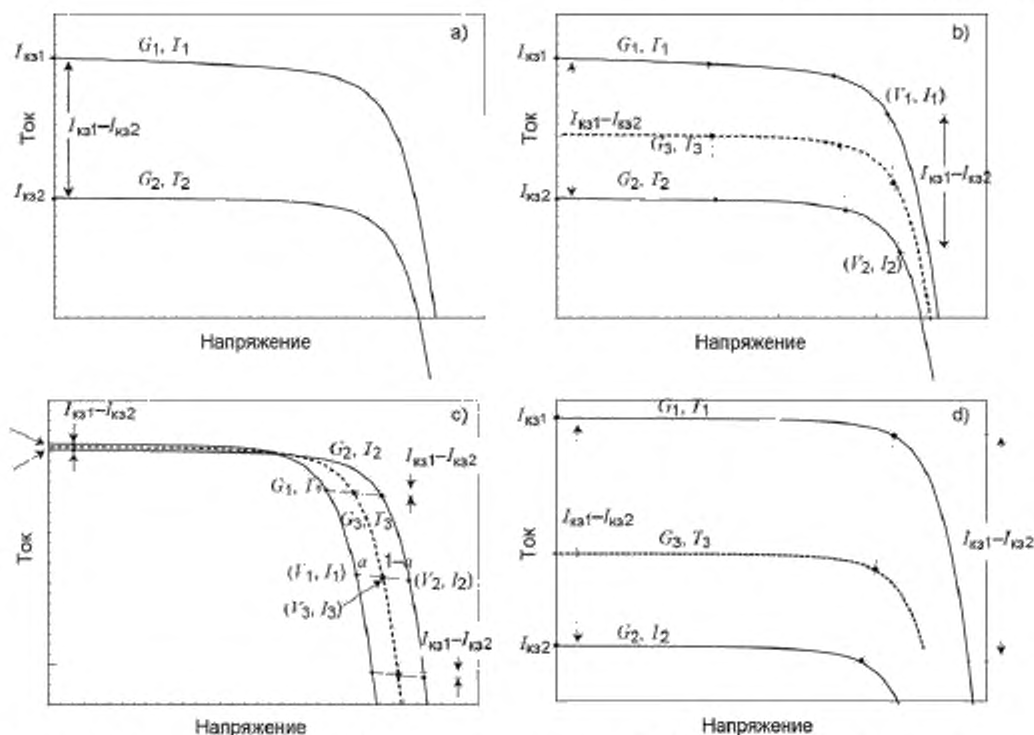 a)
Iкз1
G1, T1
Iкз1–Iкз2
Ток
Iкз2
G2, T2
Напряжение
b)
Iкз1
G1, T1
(V1, I1)
Iкз1–Iкз2
G3, T3
Iкз1–Iкз2
Ток
Iкз2
G2, T2
(V2, I2)
Напряжение
c)
Iкз1–Iкз2
G2, T2
Iкз1–Iкз2
G1, T1
G3, T3
Ток
a
1–a
(V1, I1)
(V2, I2)
(V3, I3)
Iкз1–Iкз2
Напряжение
d)
Iкз1
G1, T1
Iкз1–Iкз2
G3, T3
Iкз1–Iкз2
Ток
Iкз2
G2, T2
Напряжение